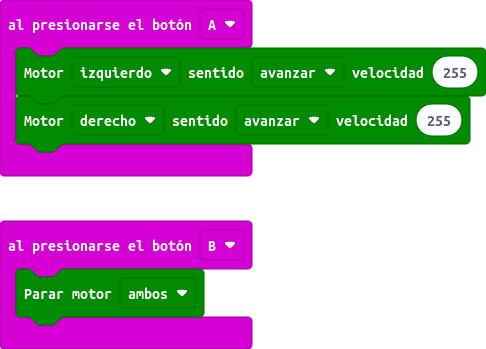 al presionarse el botón A
Motor izquierdo sentido avanzar velocidad 255
Motor derecho sentido avanzar velocidad 255
al presionarse el botón B
Parar motor ambos